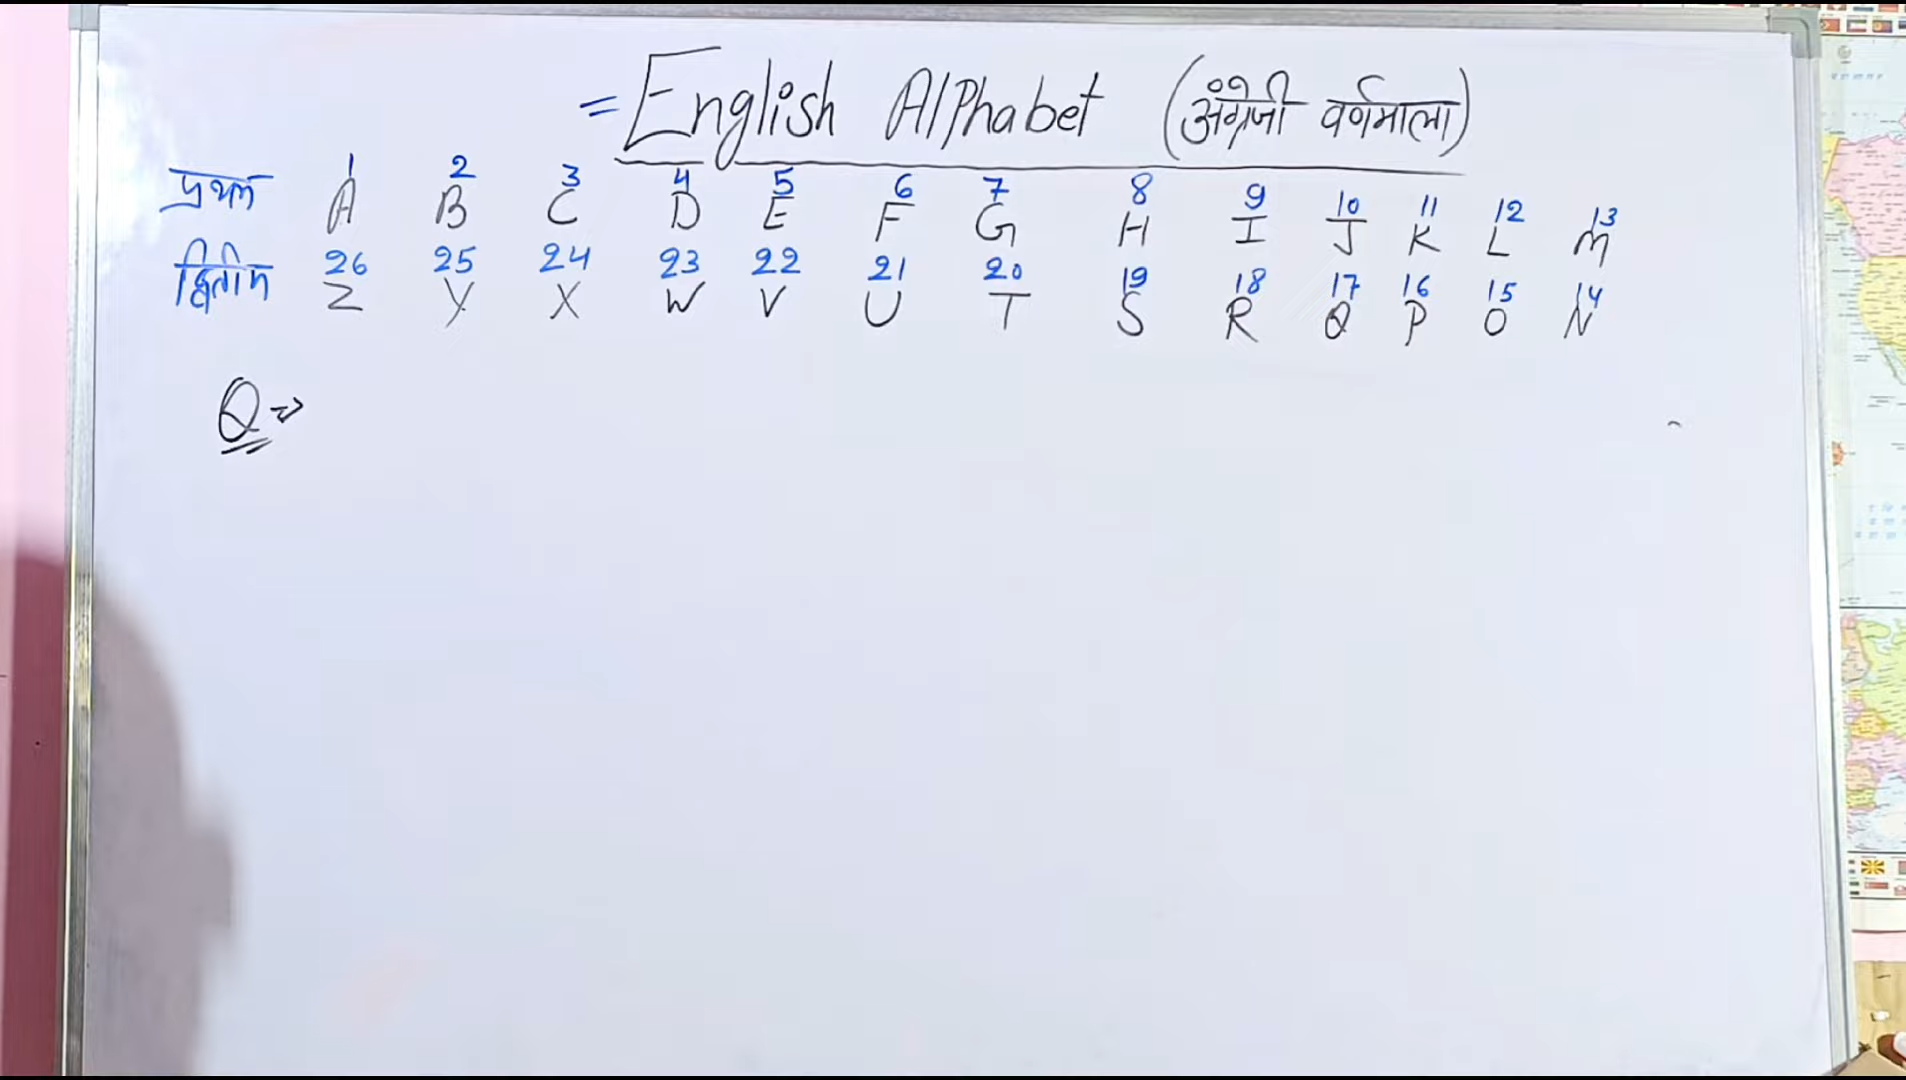 = English Alphabet (अंग्रेजी वर्णमाला)
1 2 3 4 5 6 7 8 9 10 11 12 13
प्रथम A B C D E F G H I J K L M
26 25 24 23 22 21 20 19 18 17 16 15 14
द्वितीय Z Y X W V U T S R Q P O N
Q ⇒